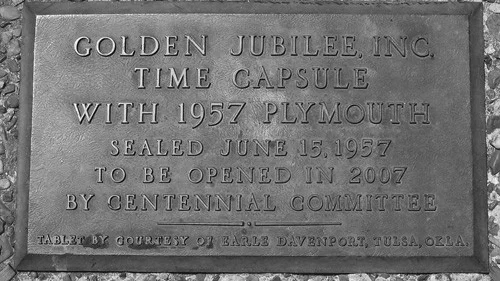 GOLDEN JUBILEE, INC.
TIME CAPSULE
WITH 1957 PLYMOUTH
SEALED JUNE 15, 1957
TO BE OPENED IN 2007
BY CENTENNIAL COMMITTEE
TABLET BY COURTESY OF EARLE DAVENPORT, TULSA, OKLA.